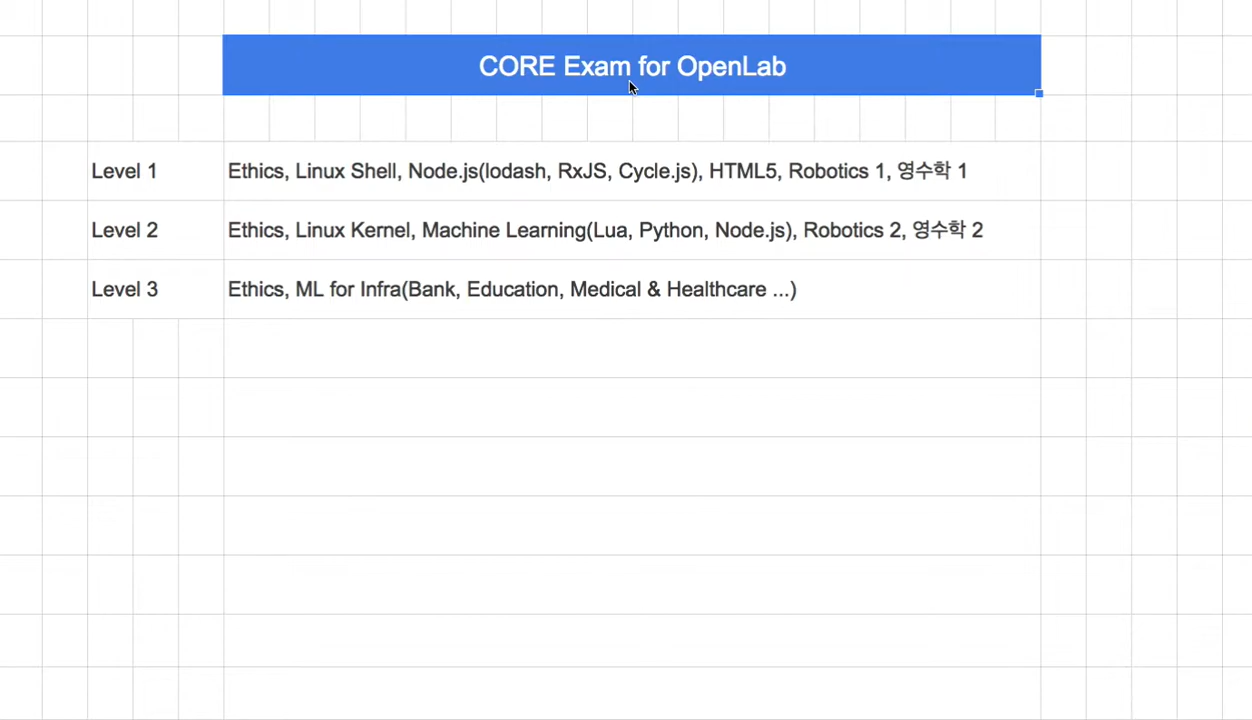 CORE Exam for OpenLab
Level 1 Ethics, Linux Shell, Node.js(lodash, RxJS, Cycle.js), HTML5, Robotics 1, 영수학 1
Level 2 Ethics, Linux Kernel, Machine Learning(Lua, Python, Node.js), Robotics 2, 영수학 2
Level 3 Ethics, ML for Infra(Bank, Education, Medical & Healthcare ...)